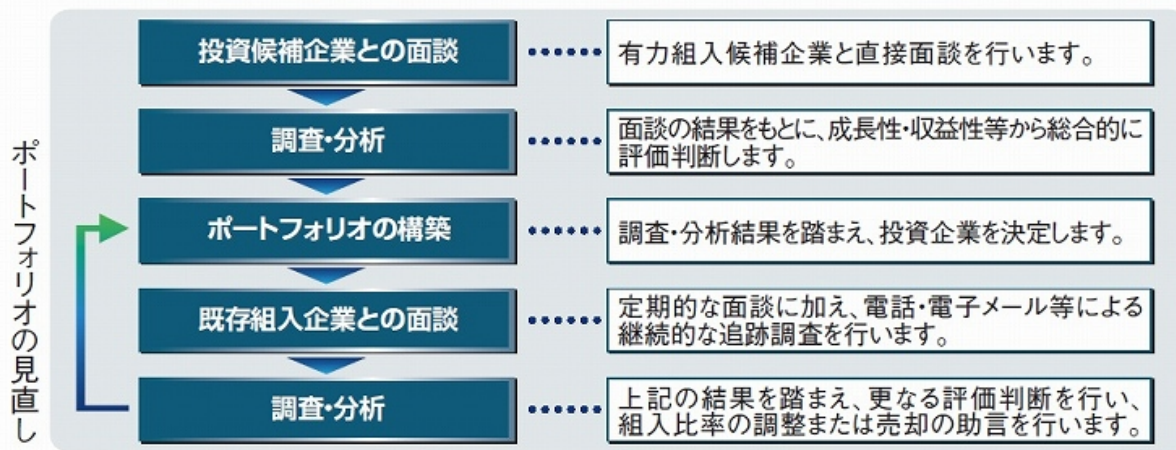 ポートフォリオの見直し
投資候補企業との面談
有力組入候補企業と直接面談を行います。
調査・分析
面談の結果をもとに、成長性・収益性等から総合的に
評価判断します。
ポートフォリオの構築
調査・分析結果を踏まえ、投資企業を決定します。
既存組入企業との面談
定期的な面談に加え、電話・電子メール等による
継続的な追跡調査を行います。
調査・分析
上記の結果を踏まえ、更なる評価判断を行い、
組入比率の調整または売却の助言を行います。